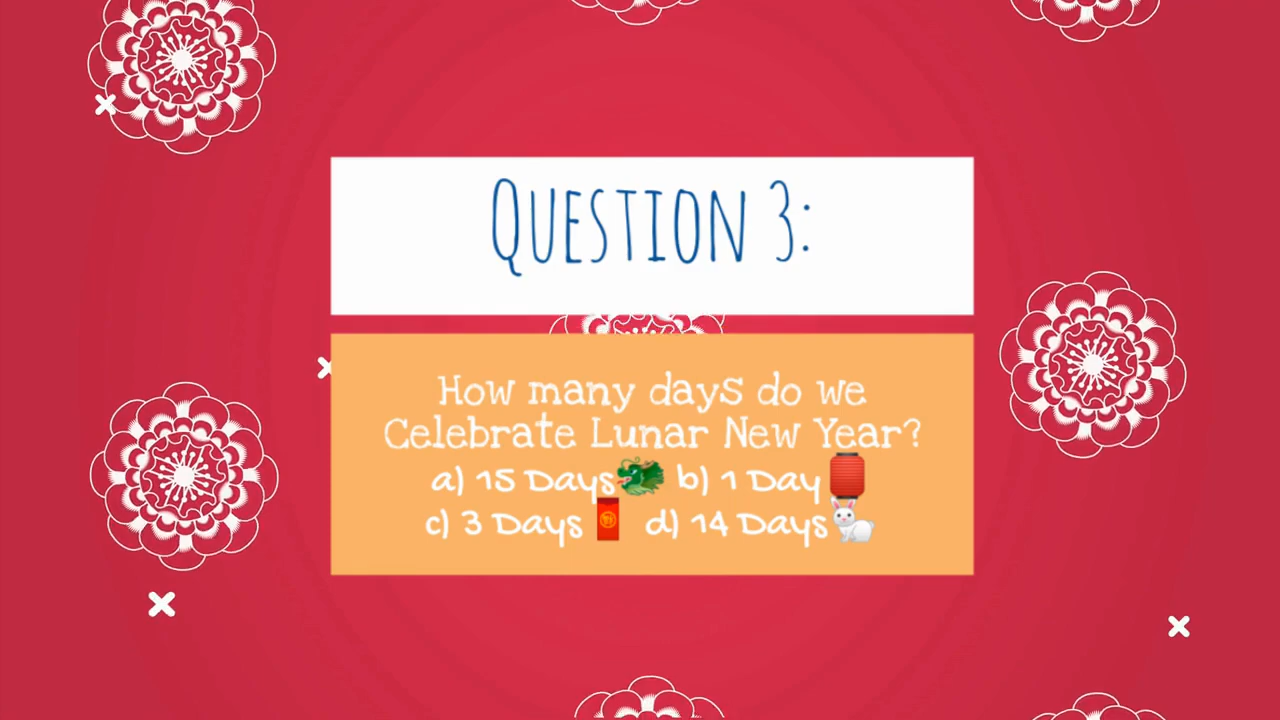 Question 3:
How many days do we
Celebrate Lunar New Year?
a) 15 Days🐲 b) 1 Day🏮
c) 3 Days🧧 d) 14 Days🐇